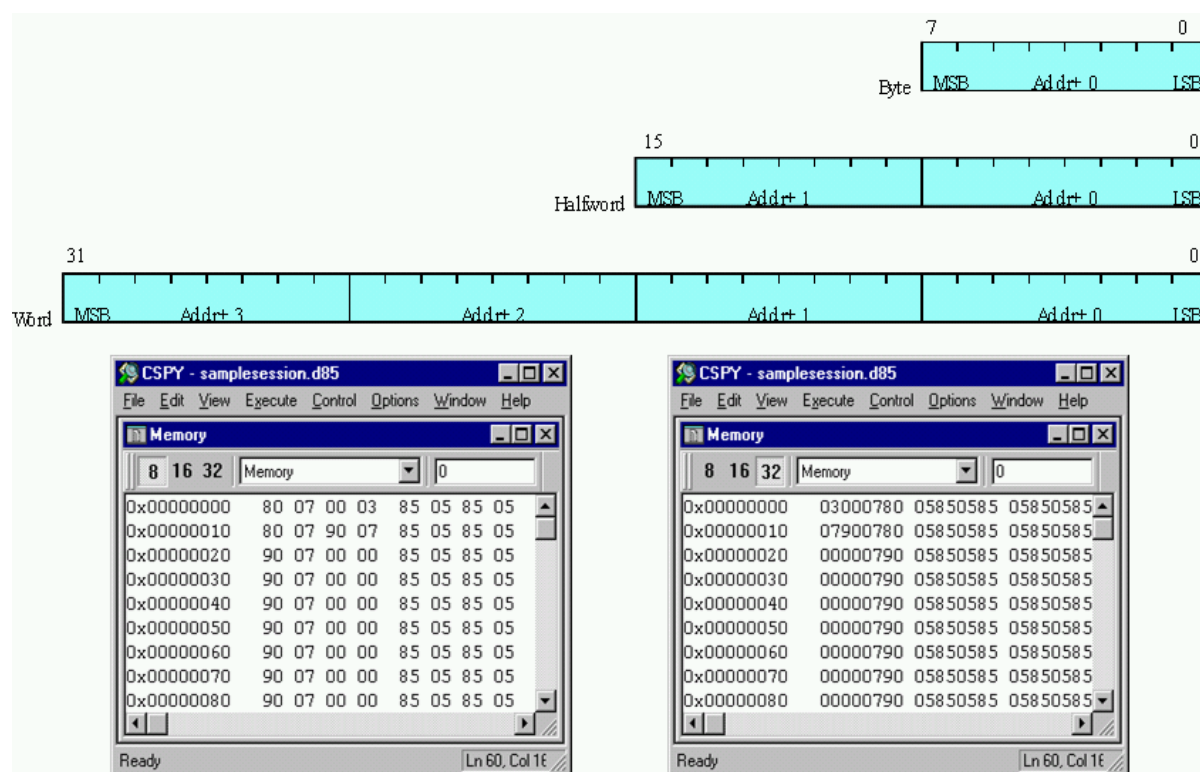 7 0
Byte MSB Addr+ 0 LSB
15 0
Halfword MSB Addr+ 1 Addr+ 0 LSB
31 0
Word MSB Addr+ 3 Addr+ 2 Addr+ 1 Addr+ 0 LSB
CSPY - samplesession.d85
File Edit View Execute Control Options Window Help
Memory
8 16 32 Memory 0
0x00000000 80 07 00 03 85 05 85 05
0x00000010 80 07 90 07 85 05 85 05
0x00000020 90 07 00 00 85 05 85 05
0x00000030 90 07 00 00 85 05 85 05
0x00000040 90 07 00 00 85 05 85 05
0x00000050 90 07 00 00 85 05 85 05
0x00000060 90 07 00 00 85 05 85 05
0x00000070 90 07 00 00 85 05 85 05
0x00000080 90 07 00 00 85 05 85 05
Ready Ln 60, Col 16
CSPY - samplesession.d85
File Edit View Execute Control Options Window Help
Memory
8 16 32 Memory 0
0x00000000 03000780 05850585 05850585
0x00000010 07900780 05850585 05850585
0x00000020 00000790 05850585 05850585
0x00000030 00000790 05850585 05850585
0x00000040 00000790 05850585 05850585
0x00000050 00000790 05850585 05850585
0x00000060 00000790 05850585 05850585
0x00000070 00000790 05850585 05850585
0x00000080 00000790 05850585 05850585
Ready Ln 60, Col 16